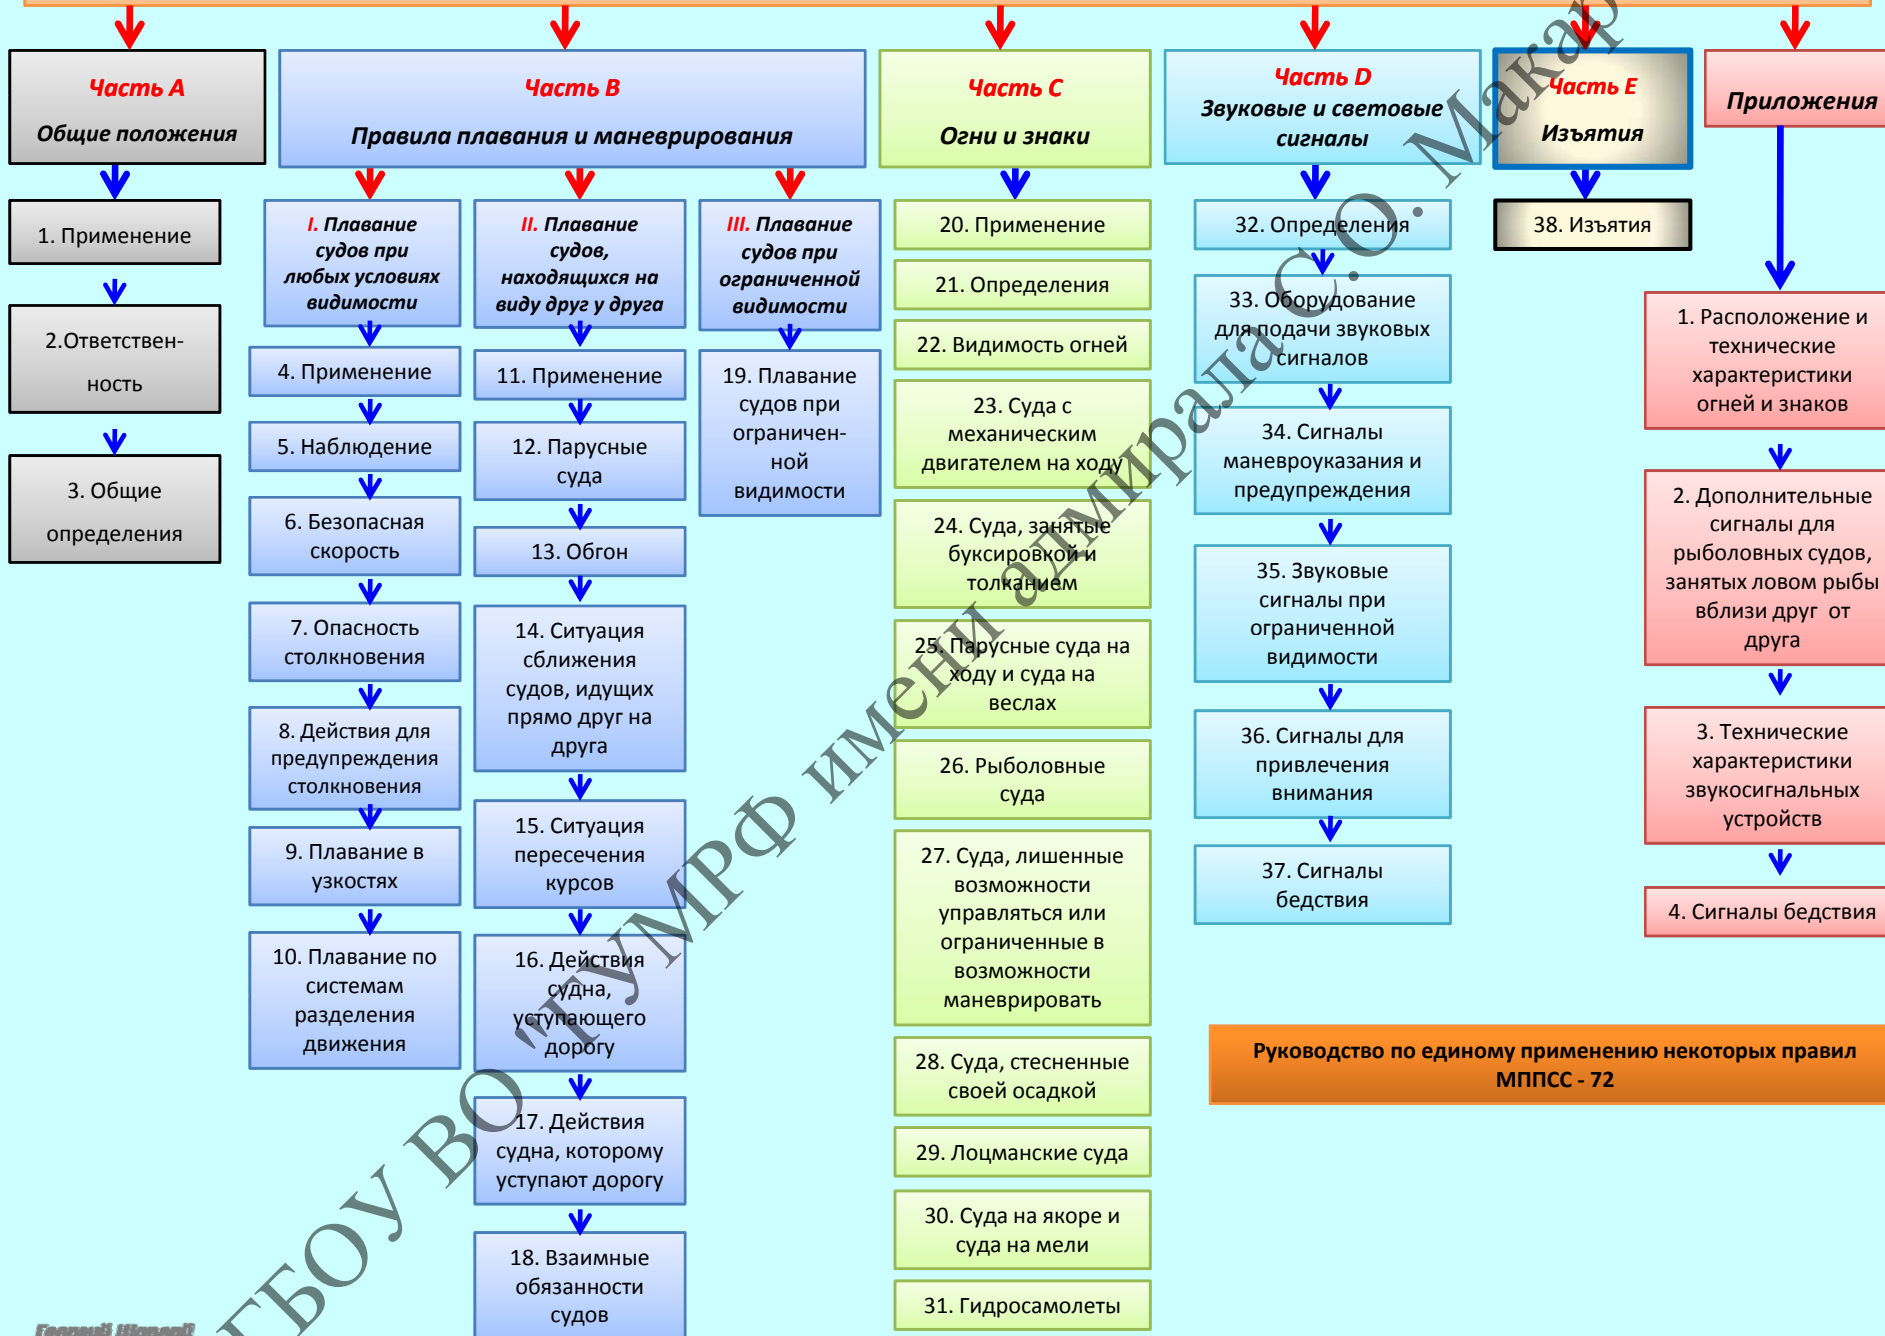 Часть A
Общие положения
Часть B
Правила плавания и маневрирования
Часть C
Огни и знаки
Часть D
Звуковые и световые
сигналы
Часть E
Изъятия
Приложения
1. Применение
2.Ответствен-
ность
3. Общие
определения
I. Плавание
судов при
любых условиях
видимости
4. Применение
5. Наблюдение
6. Безопасная
скорость
7. Опасность
столкновения
8. Действия для
предупреждения
столкновения
9. Плавание в
узкостях
10. Плавание по
системам
разделения
движения
II. Плавание
судов,
находящихся на
виду друг у друга
11. Применение
12. Парусные
суда
13. Обгон
14. Ситуация
сближения
судов, идущих
прямо друг на
друга
15. Ситуация
пересечения
курсов
16. Действия
судна,
уступающего
дорогу
17. Действия
судна, которому
уступают дорогу
18. Взаимные
обязанности
судов
III. Плавание
судов при
ограниченной
видимости
19. Плавание
судов при
ограничен-
ной
видимости
20. Применение
21. Определения
22. Видимость огней
23. Суда с
механическим
двигателем на ходу
24. Суда, занятые
буксировкой и
толканием
25. Парусные суда на
ходу и суда на
веслах
26. Рыболовные
суда
27. Суда, лишенные
возможности
управляться или
ограниченные в
возможности
маневрировать
28. Суда, стесненные
своей осадкой
29. Лоцманские суда
30. Суда на якоре и
суда на мели
31. Гидросамолеты
32. Определения
33. Оборудование
для подачи звуковых
сигналов
34. Сигналы
маневроуказания и
предупреждения
35. Звуковые
сигналы при
ограниченной
видимости
36. Сигналы для
привлечения
внимания
37. Сигналы
бедствия
38. Изъятия
1. Расположение и
технические
характеристики
огней и знаков
2. Дополнительные
сигналы для
рыболовных судов,
занятых ловом рыбы
вблизи друг от
друга
3. Технические
характеристики
звукосигнальных
устройств
4. Сигналы бедствия
Руководство по единому применению некоторых правил
МППСС - 72
ГБОУ ВО "ГУМРФ имени адмирала С.О. Макар